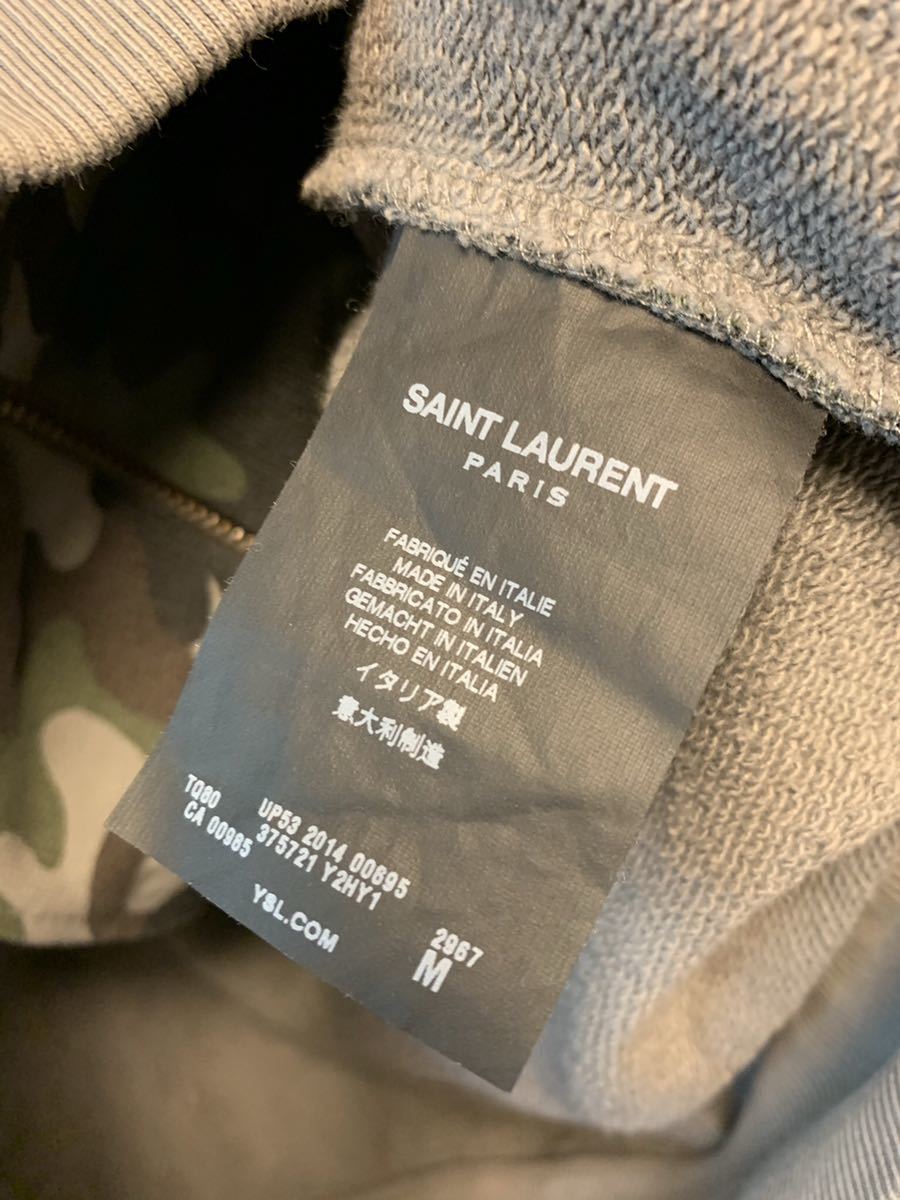 SAINT LAURENT
PARIS
FABRIQUÉ EN ITALIE
MADE IN ITALY
FABBRICATO IN ITALIA
GEMACHT IN ITALIEN
HECHO EN ITALIA
イタリア製
意大利制造
TQ80 UP53 2014 00695
CA 00985 375721 Y2HY1
YSL.COM
2967
M